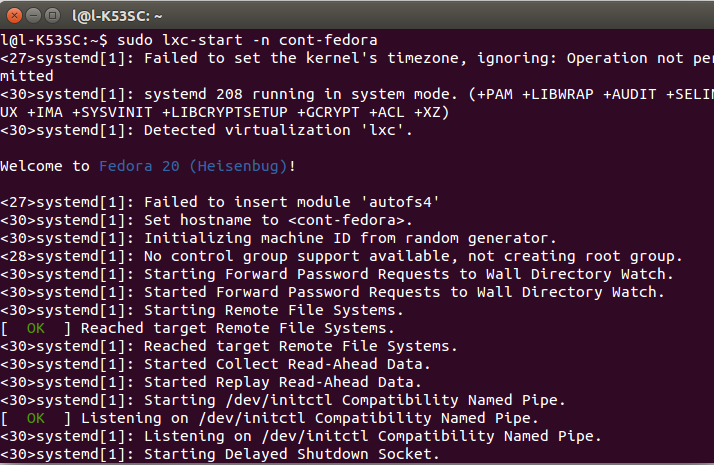 l@l-K53SC: ~
l@l-K53SC:~$ sudo lxc-start -n cont-fedora
<27>systemd[1]: Failed to set the kernel's timezone, ignoring: Operation not per
mitted
<30>systemd[1]: systemd 208 running in system mode. (+PAM +LIBWRAP +AUDIT +SELIN
UX +IMA +SYSVINIT +LIBCRYPTSETUP +GCRYPT +ACL +XZ)
<30>systemd[1]: Detected virtualization 'lxc'.
Welcome to Fedora 20 (Heisenbug)!
<27>systemd[1]: Failed to insert module 'autofs4'
<30>systemd[1]: Set hostname to <cont-fedora>.
<30>systemd[1]: Initializing machine ID from random generator.
<28>systemd[1]: No control group support available, not creating root group.
<30>systemd[1]: Starting Forward Password Requests to Wall Directory Watch.
<30>systemd[1]: Started Forward Password Requests to Wall Directory Watch.
<30>systemd[1]: Starting Remote File Systems.
[  OK  ] Reached target Remote File Systems.
<30>systemd[1]: Reached target Remote File Systems.
<30>systemd[1]: Started Collect Read-Ahead Data.
<30>systemd[1]: Started Replay Read-Ahead Data.
<30>systemd[1]: Starting /dev/initctl Compatibility Named Pipe.
[  OK  ] Listening on /dev/initctl Compatibility Named Pipe.
<30>systemd[1]: Listening on /dev/initctl Compatibility Named Pipe.
<30>systemd[1]: Starting Delayed Shutdown Socket.